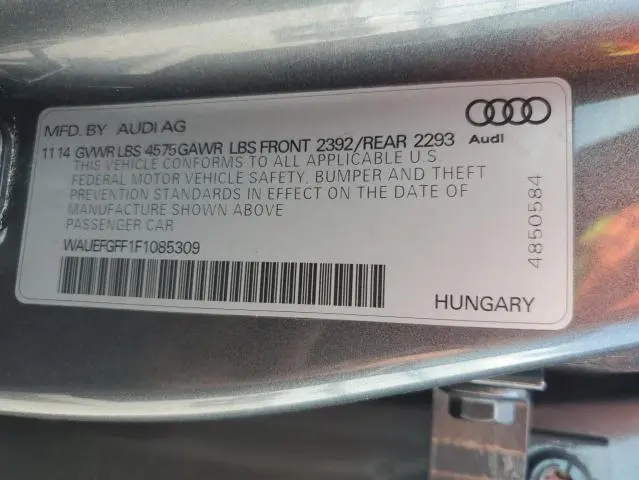 MFD. BY AUDI AG
11 14 GVWR LBS 4575 GAWR LBS FRONT 2392/REAR 2293
THIS VEHICLE CONFORMS TO ALL APPLICABLE U.S.
FEDERAL MOTOR VEHICLE SAFETY, BUMPER AND THEFT
PREVENTION STANDARDS IN EFFECT ON THE DATE OF
MANUFACTURE SHOWN ABOVE
PASSENGER CAR
WAUEFGFF1F1085309
HUNGARY
Audi
4850584